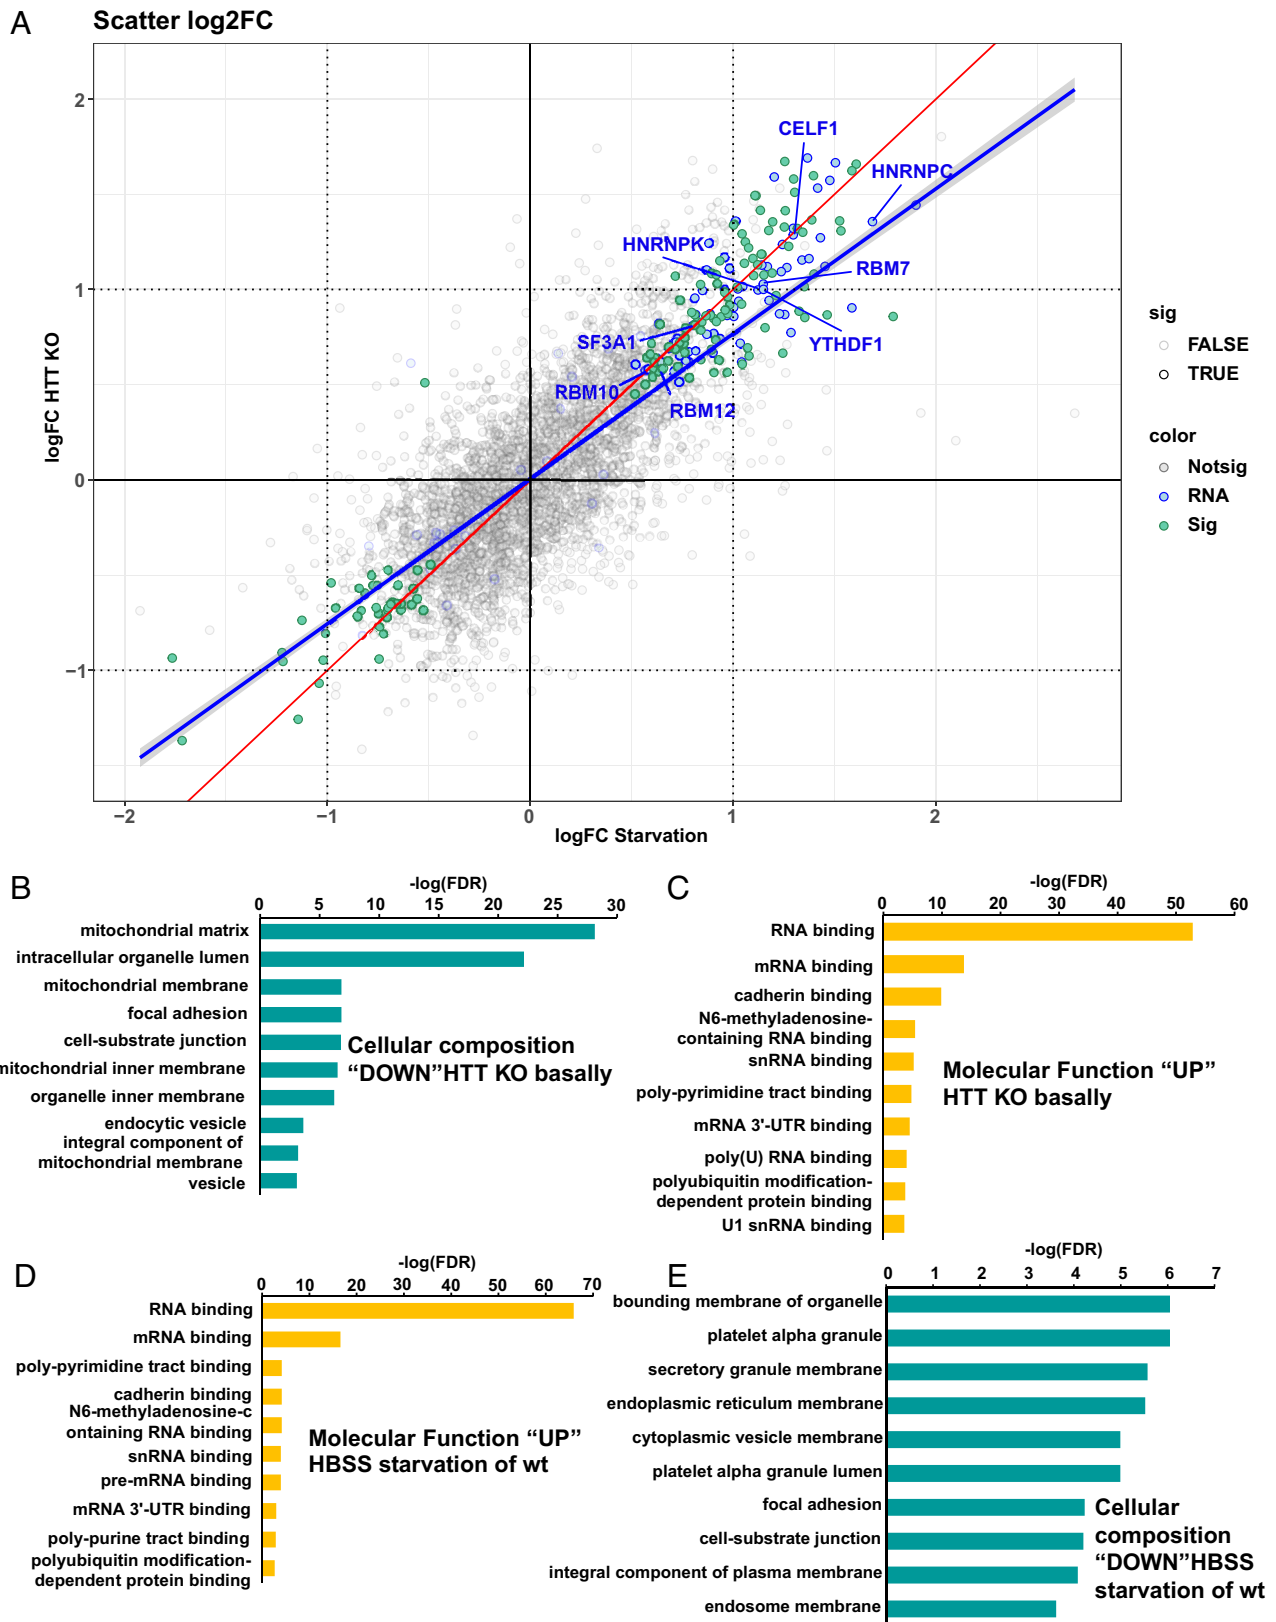 A
Scatter log2FC
logFC HTT KO
2
1
0
−1
−2
−1
0
1
2
logFC Starvation
CELF1
HNRNPC
HNRNPK
RBM7
SF3A1
YTHDF1
RBM10
RBM12
sig
FALSE
TRUE
color
Notsig
RNA
Sig
B
-log(FDR)
0 5 10 15 20 25 30
mitochondrial matrix
intracellular organelle lumen
mitochondrial membrane
focal adhesion
cell-substrate junction
mitochondrial inner membrane
organelle inner membrane
endocytic vesicle
integral component of
mitochondrial membrane
vesicle
Cellular composition
“DOWN”HTT KO basally
C
-log(FDR)
0 10 20 30 40 50 60
RNA binding
mRNA binding
cadherin binding
N6-methyladenosine-
containing RNA binding
snRNA binding
poly-pyrimidine tract binding
mRNA 3'-UTR binding
poly(U) RNA binding
polyubiquitin modification-
dependent protein binding
U1 snRNA binding
Molecular Function “UP”
HTT KO basally
D
-log(FDR)
0 10 20 30 40 50 60 70
RNA binding
mRNA binding
poly-pyrimidine tract binding
cadherin binding
N6-methyladenosine-c
ontaining RNA binding
snRNA binding
pre-mRNA binding
mRNA 3'-UTR binding
poly-purine tract binding
polyubiquitin modification-
dependent protein binding
Molecular Function “UP”
HBSS starvation of wt
E
-log(FDR)
0 1 2 3 4 5 6 7
bounding membrane of organelle
platelet alpha granule
secretory granule membrane
endoplasmic reticulum membrane
cytoplasmic vesicle membrane
platelet alpha granule lumen
focal adhesion
cell-substrate junction
integral component of plasma membrane
endosome membrane
Cellular
composition
“DOWN”HBSS
starvation of wt